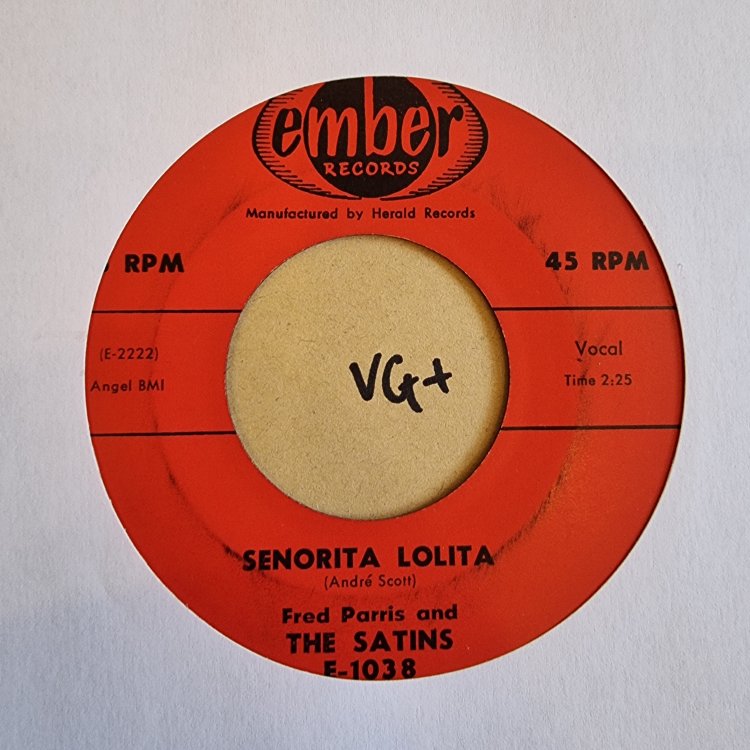 ember
RECORDS
Manufactured by Herald Records
RPM
45 RPM
(E-2222)
Angel BMI
Vocal
Time 2:25
VG+
SENORITA LOLITA
(André Scott)
Fred Parris and
THE SATINS
E-1038